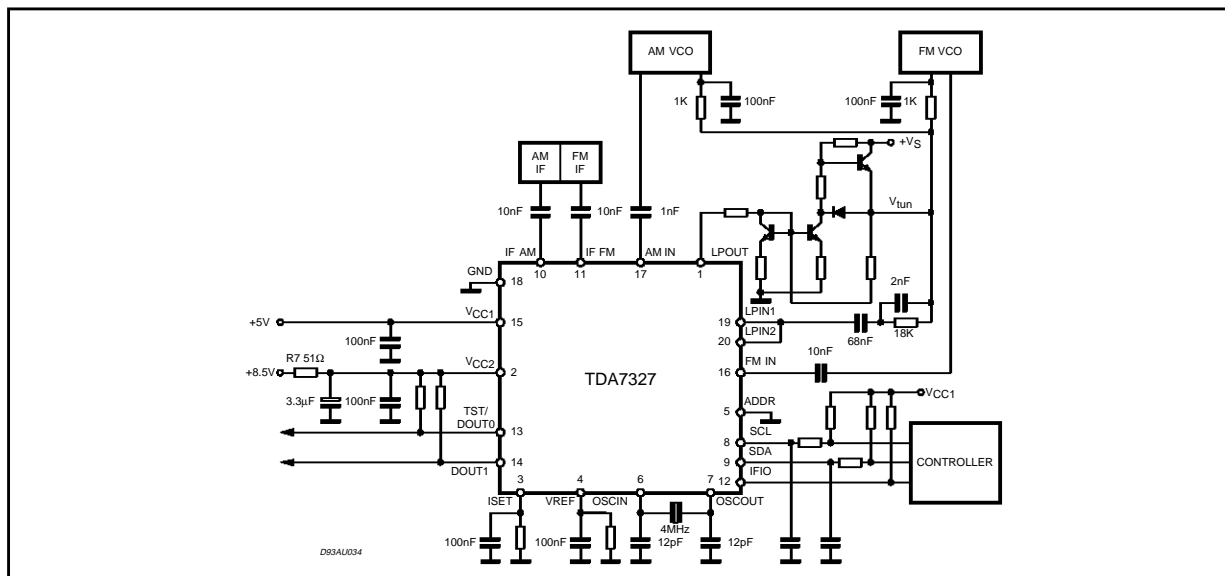 AM VCO
FM VCO
1K
100nF
100nF
1K
+VS
AM IF
FM IF
Vtun
10nF
10nF
1nF
IF AM
IF FM
AM IN
LPOUT
10
11
17
1
GND
18
2nF
LPIN1
19
+5V
VCC1
15
LPIN2
20
68nF
18K
100nF
FM IN
10nF
R7 51Ω
+8.5V
VCC2
2
TDA7327
16
VCC1
3.3µF
100nF
ADDR
5
TST/
DOUT0
13
SCL
8
SDA
9
CONTROLLER
DOUT1
14
IFIO
12
3
4
6
7
ISET
VREF
OSCIN
OSCOUT
4MHz
100nF
100nF
12pF
12pF
D93AU034